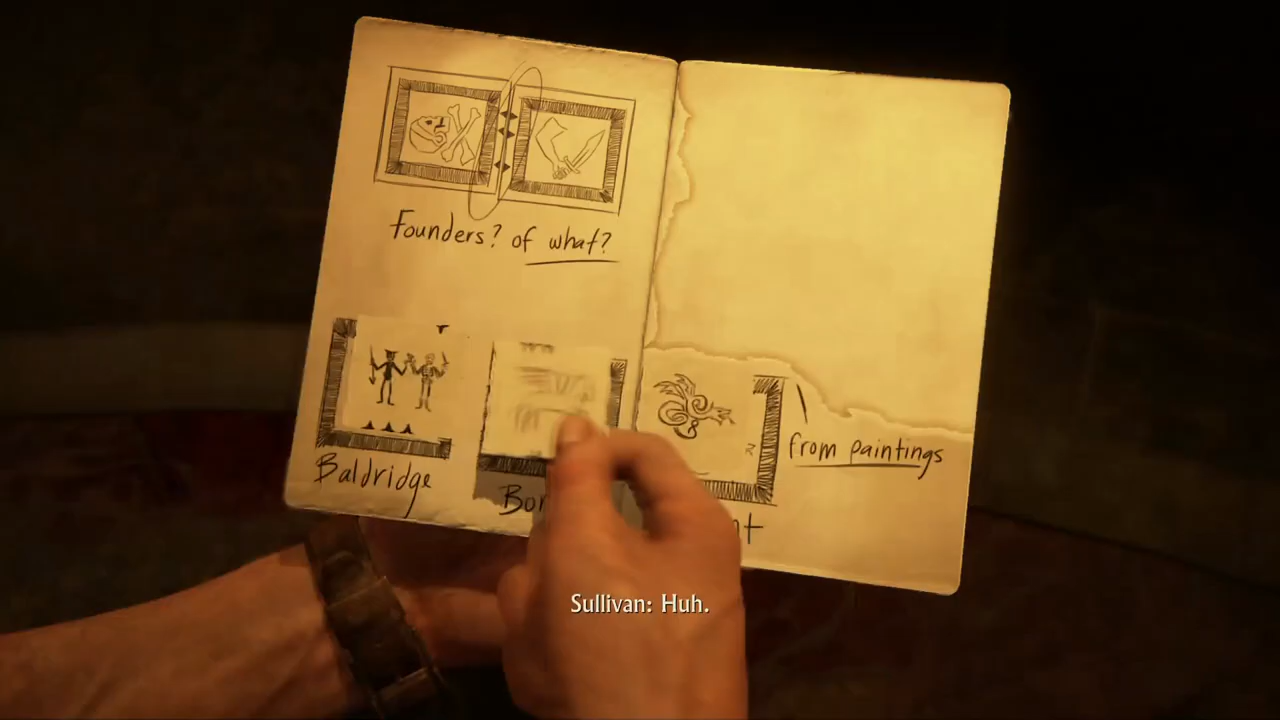 Founders? of what?
Baldridge
from paintings
Sullivan: Huh.